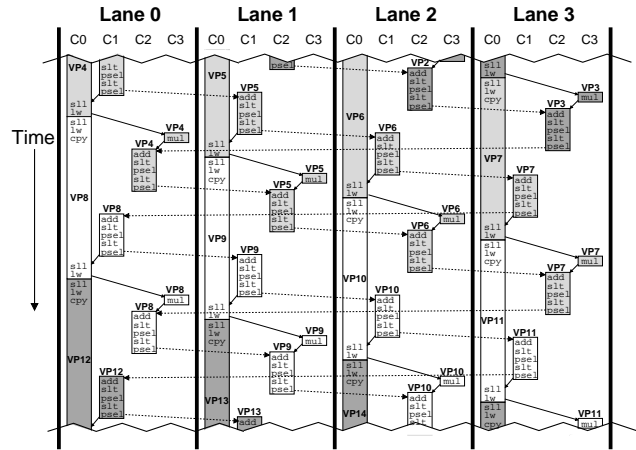 Lane 0
Lane 1
Lane 2
Lane 3
C0 C1 C2 C3
C0 C1 C2 C3
C0 C1 C2 C3
C0 C1 C2 C3
Time
VP4
sll
lw
sll
lw
cpy
VP8
sll
lw
sll
lw
cpy
VP12
slt
psel
slt
psel
VP8
add
slt
psel
slt
psel
VP12
add
slt
psel
slt
psel
VP4
add
slt
psel
slt
psel
VP8
add
slt
psel
slt
psel
VP4
mul
VP8
mul
VP5
sll
lw
sll
lw
cpy
VP9
sll
lw
sll
lw
cpy
VP13
VP5
add
slt
psel
slt
psel
VP9
add
slt
psel
slt
psel
VP13
add
psel
VP5
add
slt
psel
slt
psel
VP9
add
slt
psel
slt
psel
VP5
mul
VP9
mul
VP6
sll
lw
sll
lw
cpy
VP10
sll
lw
sll
lw
cpy
VP14
VP6
add
slt
psel
slt
psel
VP10
add
slt
psel
slt
psel
VP2
add
slt
psel
slt
psel
VP6
add
slt
psel
slt
psel
VP10
add
slt
psel
slt
VP6
mul
VP10
mul
sll
lw
sll
lw
cpy
VP7
sll
lw
sll
lw
cpy
VP11
sll
lw
sll
lw
cpy
VP7
add
slt
psel
slt
psel
VP11
add
slt
psel
slt
psel
VP3
add
slt
psel
slt
psel
VP7
add
slt
psel
slt
psel
VP3
mul
VP7
mul
VP11
mul